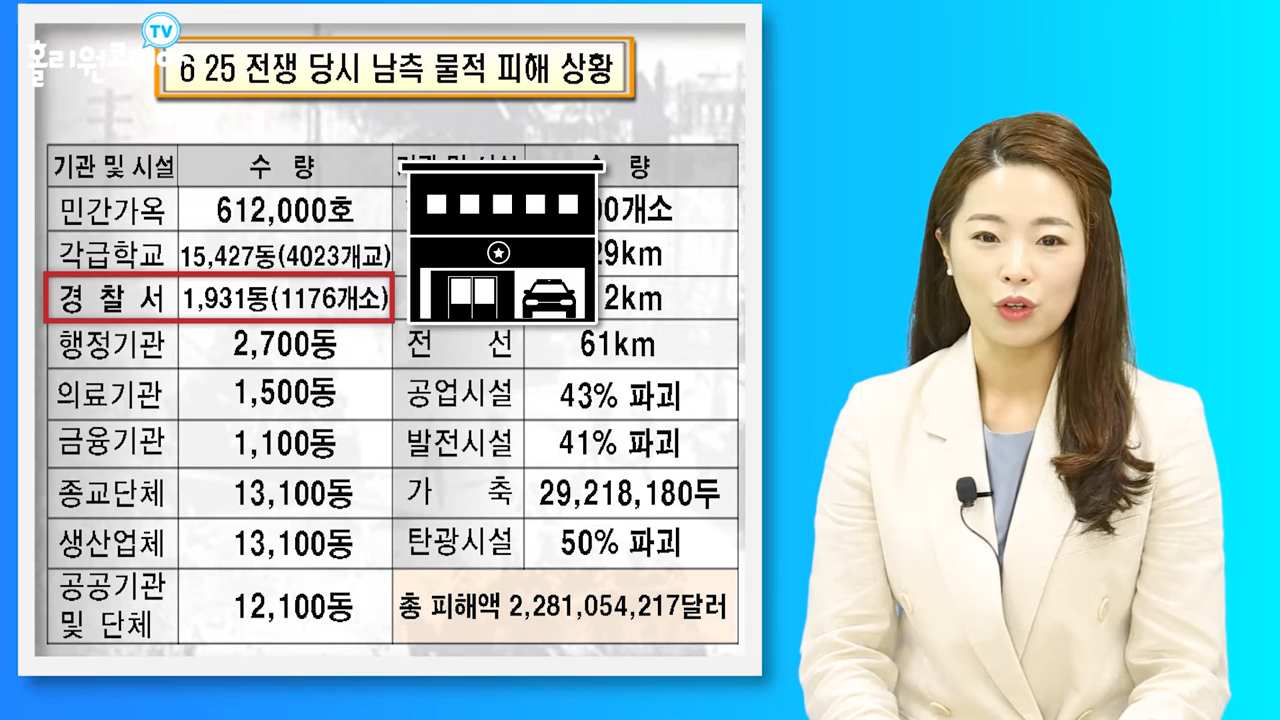 TV
홀리원코리아
6 25 전쟁 당시 남측 물적 피해 상황
기관 및 시설 수 량 량
민간가옥 612,000호 00개소
각급학교 15,427동(4023개교) 29km
경 찰 서 1,931동(1176개소) 2km
행정기관 2,700동 전 선 61km
의료기관 1,500동 공업시설 43% 파괴
금융기관 1,100동 발전시설 41% 파괴
종교단체 13,100동 가 축 29,218,180두
생산업체 13,100동 탄광시설 50% 파괴
공공기관
및 단체 12,100동 총 피해액 2,281,054,217달러